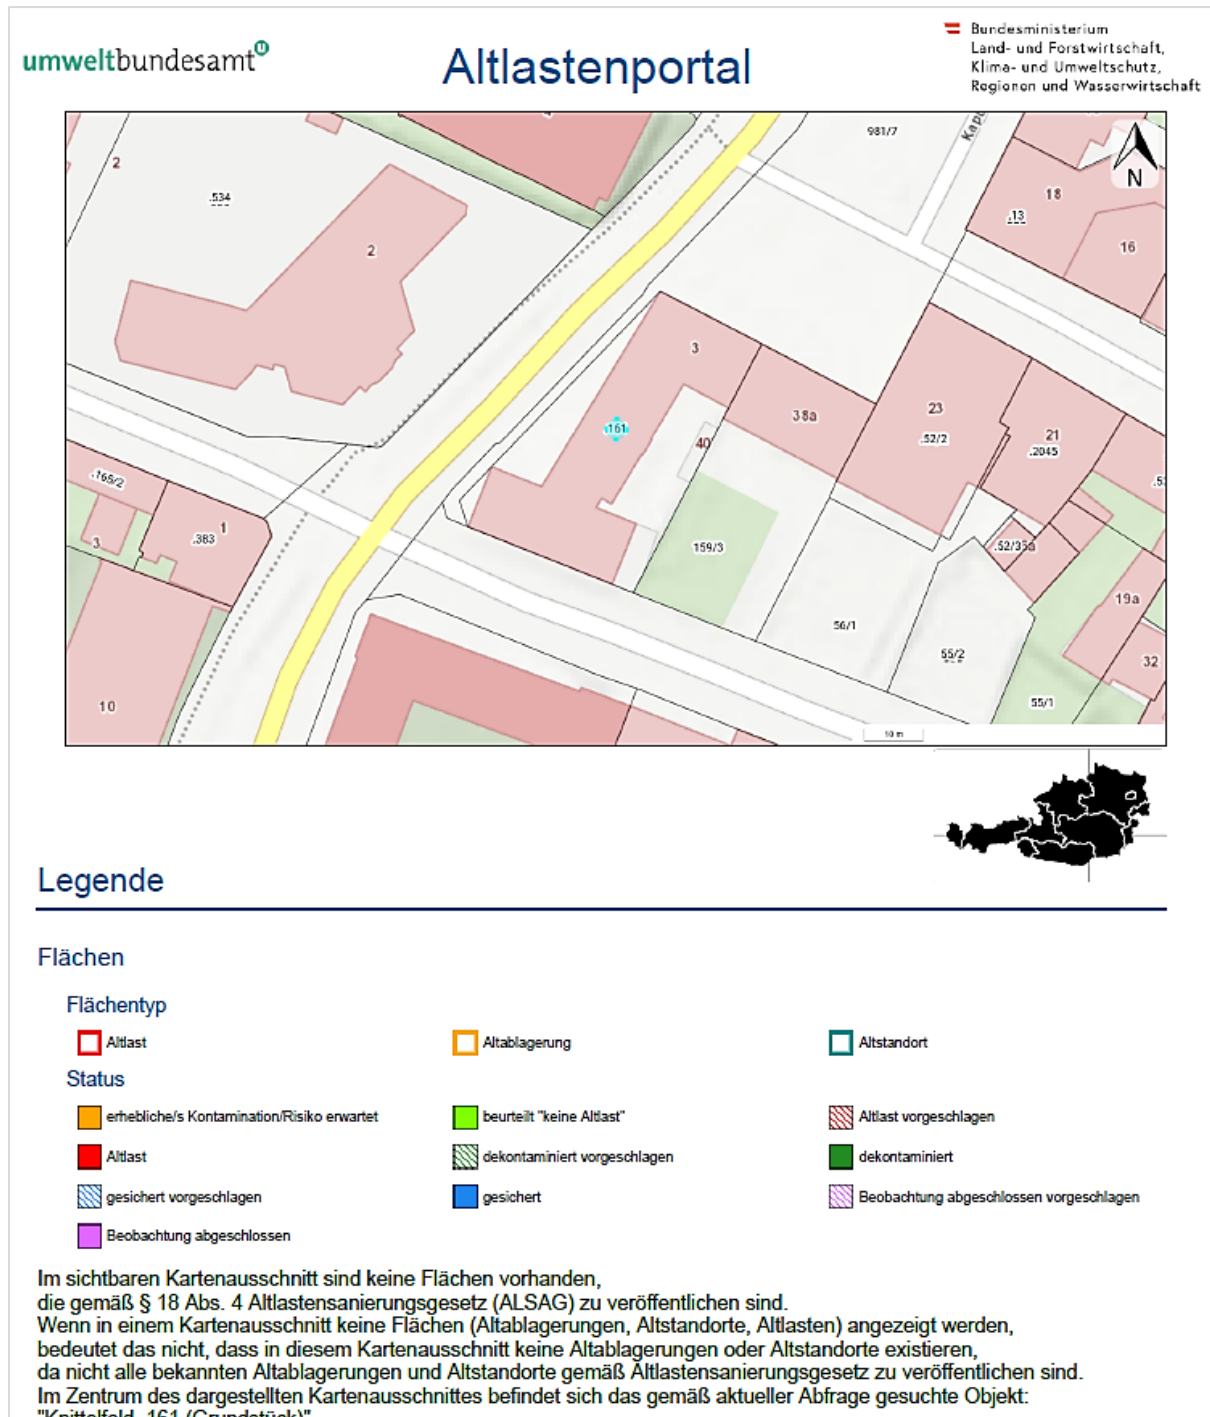 umweltbundesamt
Altlastenportal
Bundesministerium
Land- und Forstwirtschaft,
Klima- und Umweltschutz,
Regionen und Wasserwirtschaft
981/7
N
2
.534
2
18
.13
16
3
161
38a
40
23
.52/2
21
.2045
.165/2
1
.383
3
159/3
.52/3
56/1
55/2
19a
32
55/1
10
10 m
Legende
Flächen
Flächentyp
Altlast
Altablagerung
Altstandort
Status
erhebliche/s Kontamination/Risiko erwartet
beurteilt "keine Altlast"
Altlast vorgeschlagen
Altlast
dekontaminiert vorgeschlagen
dekontaminiert
gesichert vorgeschlagen
gesichert
Beobachtung abgeschlossen vorgeschlagen
Beobachtung abgeschlossen
Im sichtbaren Kartenausschnitt sind keine Flächen vorhanden,
die gemäß § 18 Abs. 4 Altlastensanierungsgesetz (ALSAG) zu veröffentlichen sind.
Wenn in einem Kartenausschnitt keine Flächen (Altablagerungen, Altstandorte, Altlasten) angezeigt werden,
bedeutet das nicht, dass in diesem Kartenausschnitt keine Altablagerungen oder Altstandorte existieren,
da nicht alle bekannten Altablagerungen und Altstandorte gemäß Altlastensanierungsgesetz zu veröffentlichen sind.
Im Zentrum des dargestellten Kartenausschnittes befindet sich das gemäß aktueller Abfrage gesuchte Objekt:
"Knittelfeld .161 (Grundstück)"